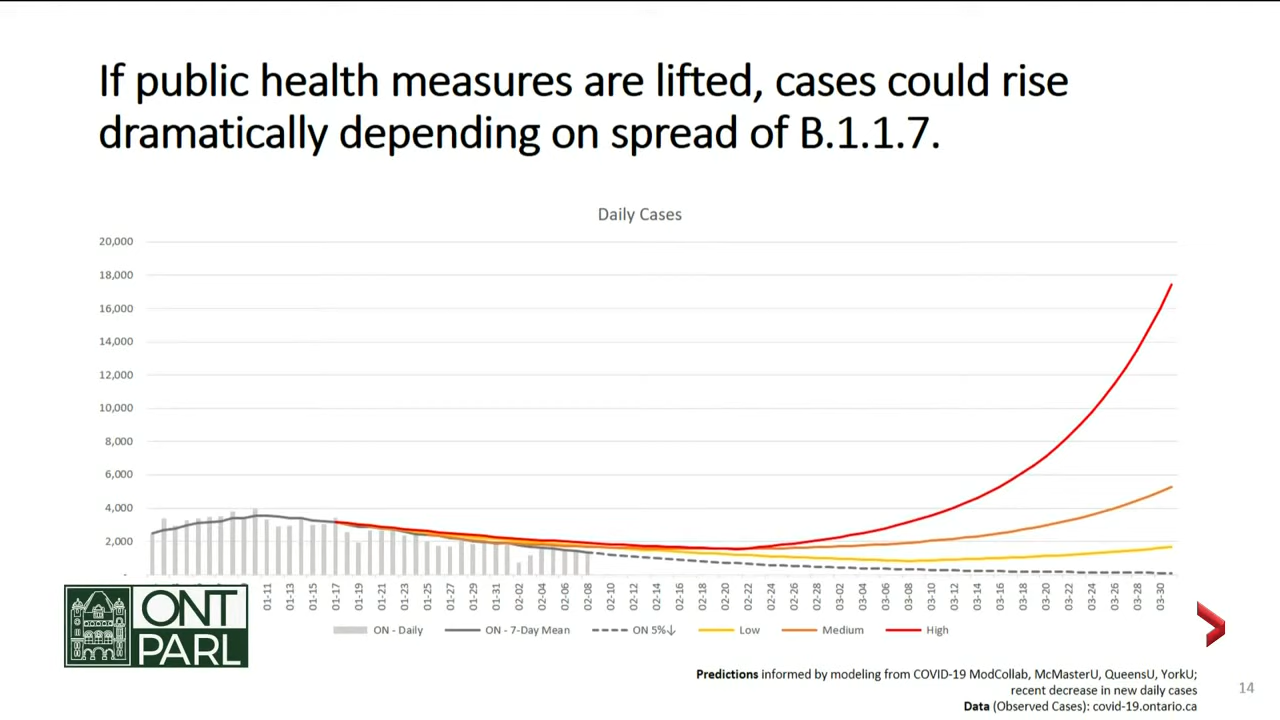 If public health measures are lifted, cases could rise
dramatically depending on spread of B.1.1.7.
Daily Cases
20,000
18,000
16,000
14,000
12,000
10,000
8,000
6,000
4,000
2,000
-
01-11 01-13 01-15 01-17 01-19 01-21 01-23 01-25 01-27 01-29 01-31 02-02 02-04 02-06 02-08 02-10 02-12 02-14 02-16 02-18 02-20 02-22 02-24 02-26 02-28 03-02 03-04 03-06 03-08 03-10 03-12 03-14 03-16 03-18 03-20 03-22 03-24 03-26 03-28 03-30
ON - Daily ON - 7-Day Mean ON 5%↓ Low Medium High
ONT
PARL
Predictions informed by modeling from COVID-19 ModCollab, McMasterU, QueensU, YorkU;
recent decrease in new daily cases
Data (Observed Cases): covid-19.ontario.ca
14